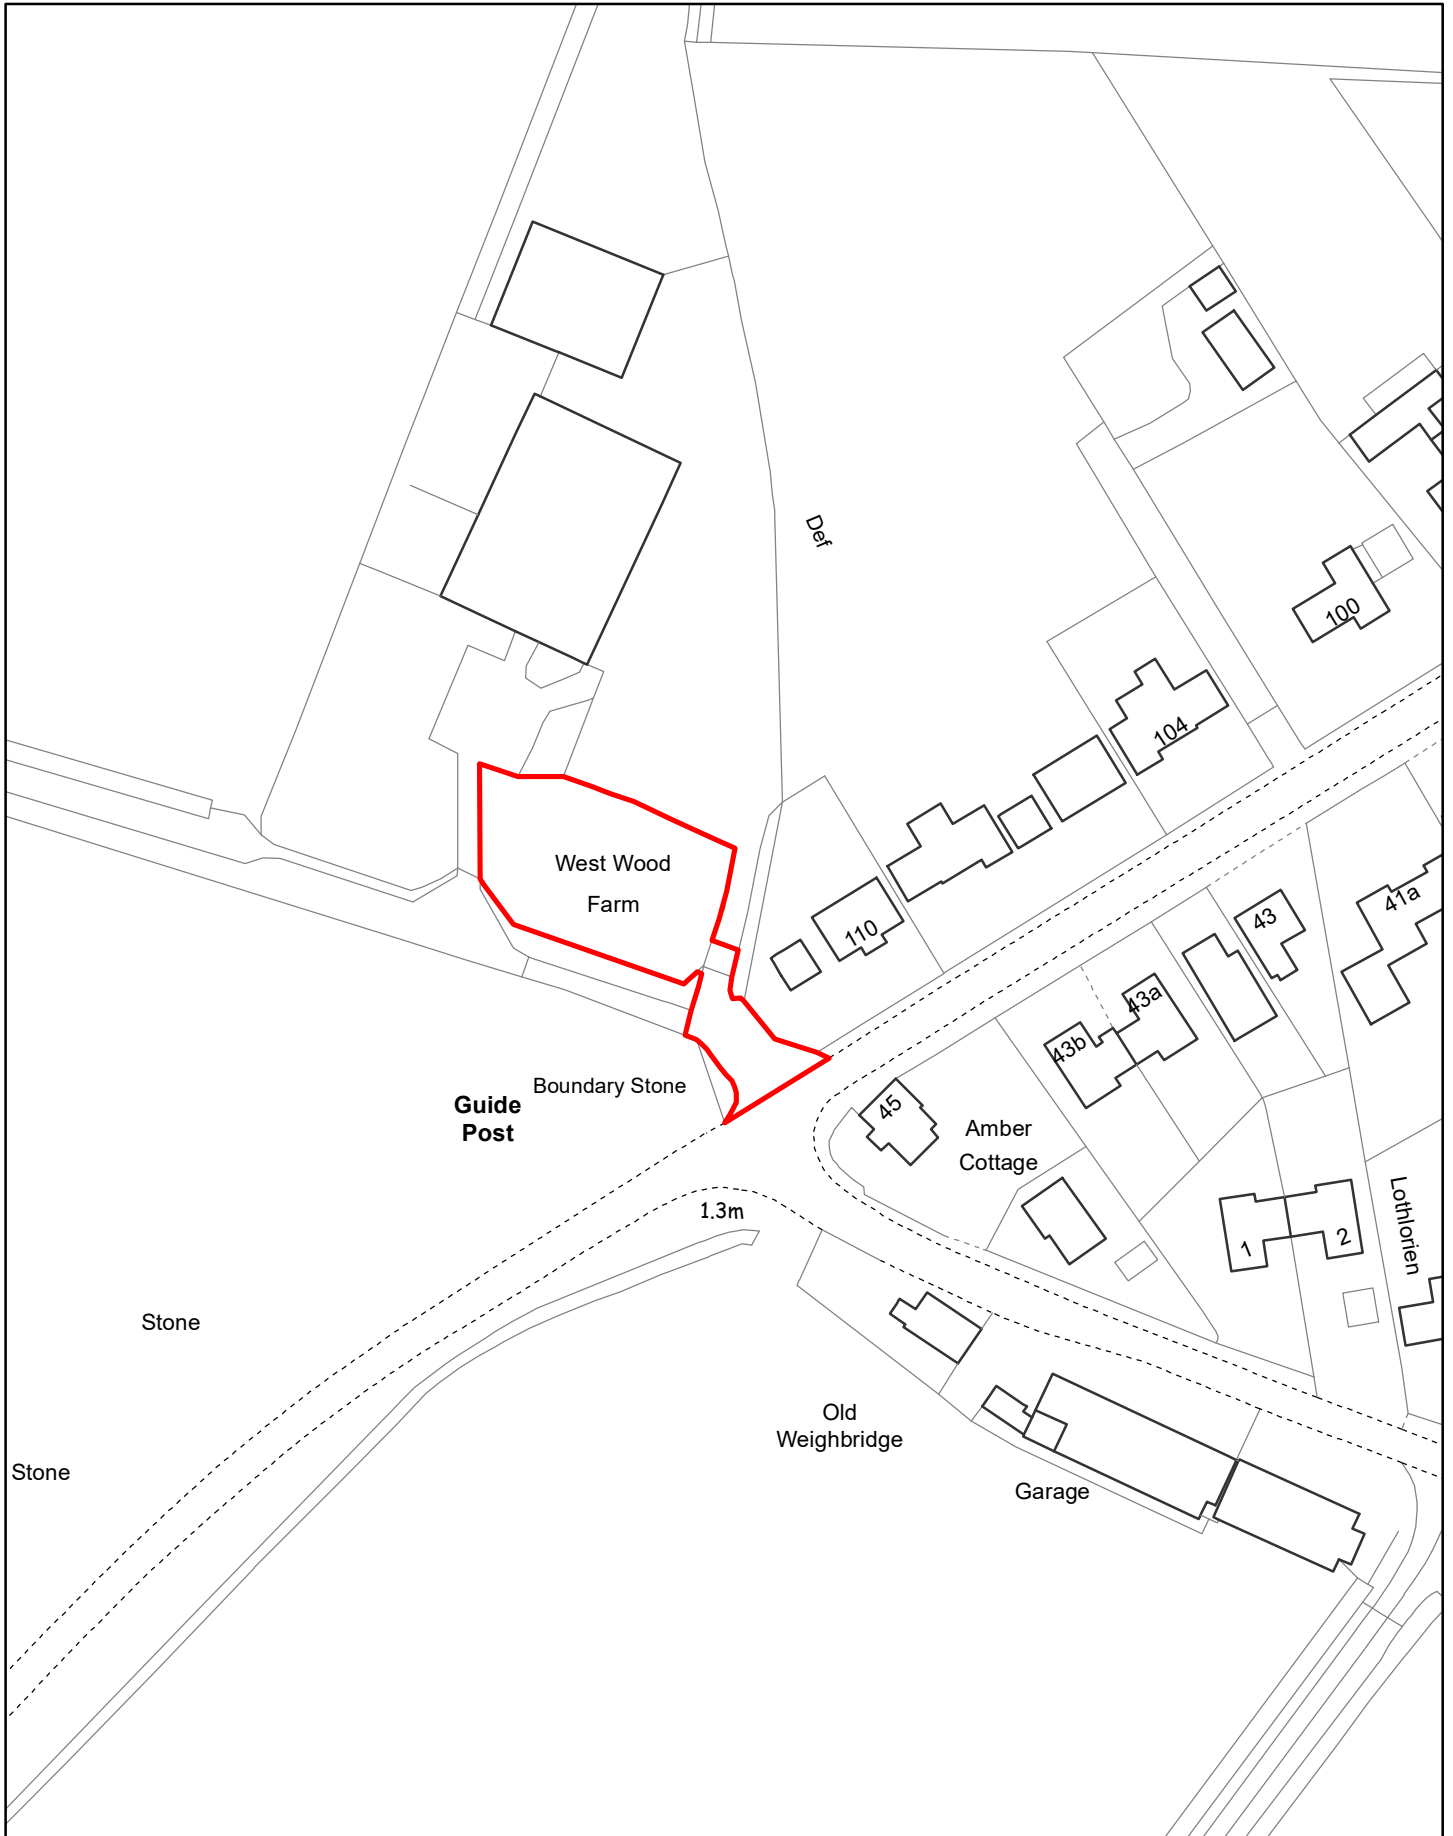 Def
100
104
West Wood
Farm
110
43
41a
43a
43b
Boundary Stone
Guide
Post
45
Amber
Cottage
1.3m
Lothlorien
1
2
Stone
Old
Weighbridge
Stone
Garage